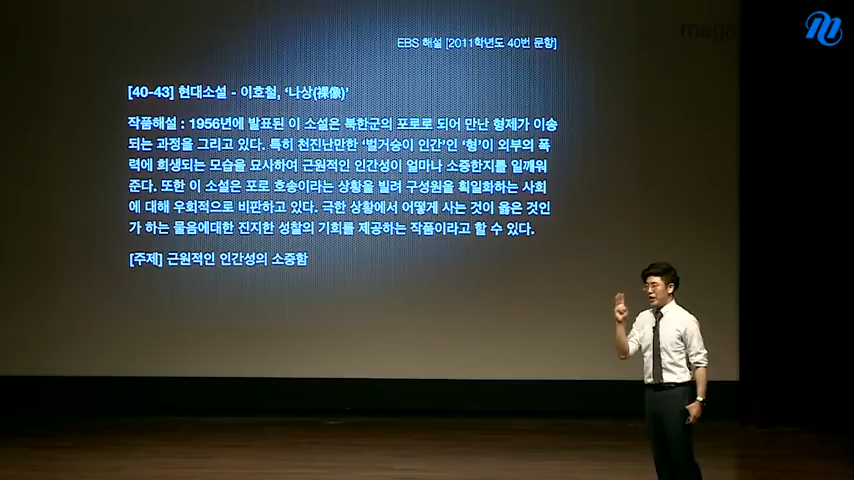 mega
EBS 해설 [2011학년도 40번 문항]
[40-43] 현대소설 - 이호철, ‘나상(裸像)’
작품해설 : 1956년에 발표된 이 소설은 북한군의 포로로 되어 만난 형제가 이송
되는 과정을 그리고 있다. 특히 천진난만한 ‘벌거숭이 인간’인 ‘형’이 외부의 폭
력에 희생되는 모습을 묘사하여 근원적인 인간성이 얼마나 소중한지를 일깨워
준다. 또한 이 소설은 포로 호송이라는 상황을 빌려 구성원을 획일화하는 사회
에 대해 우회적으로 비판하고 있다. 극한 상황에서 어떻게 사는 것이 옳은 것인
가 하는 물음에대한 진지한 성찰의 기회를 제공하는 작품이라고 할 수 있다.
[주제] 근원적인 인간성의 소중함